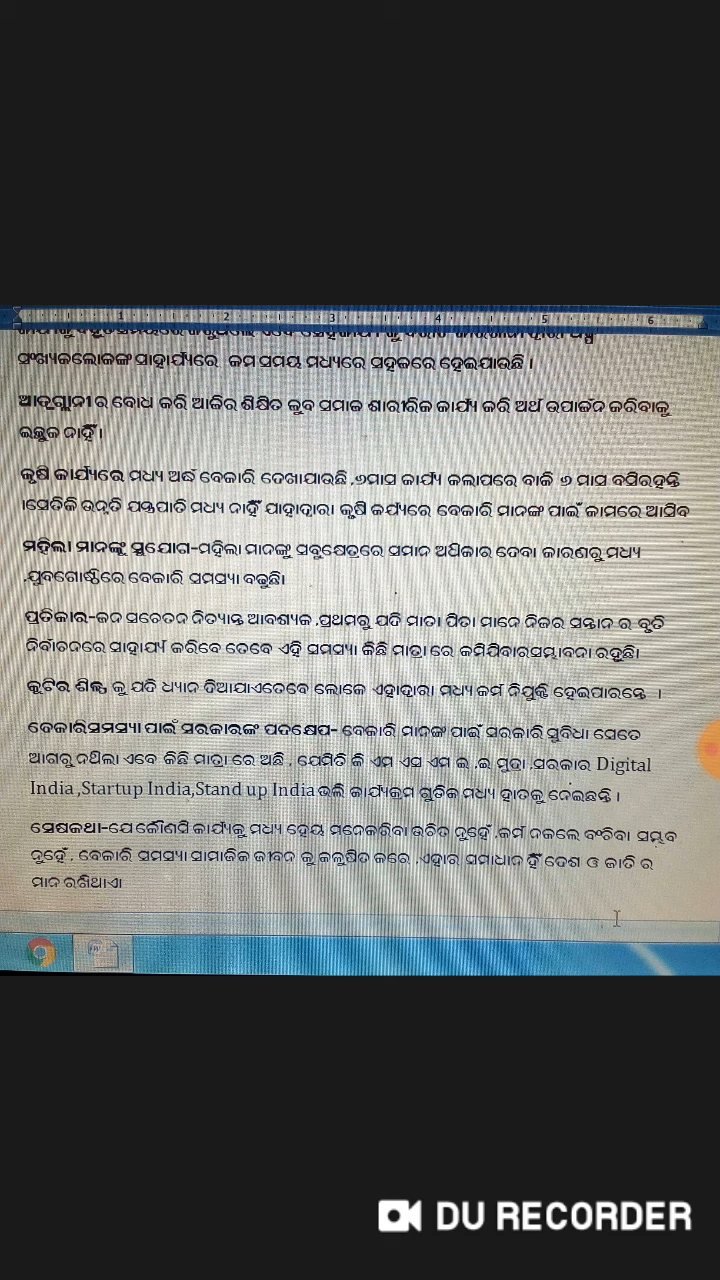 ସଂଖ୍ୟକଲୋକଙ୍କ ସାହାର୍ଯ୍ୟରେ କମ ସମୟ ମଧ୍ୟରେ ସହଜରେ ହେଇଯାଉଛି ।
ର ବୋଧ କରି ଆଜିର ଶିକ୍ଷିତ ଜୁବ ସମାଜ ଶାରୀରିକ କାର୍ଯ୍ୟ କରି ଅର୍ଥ ଉପାର୍ଜନ କରିବାକୁ
ଇଚ୍ଛୁକ ନାହିଁ ।
କୃଷି କାର୍ଯ୍ୟରେ ମଧ୍ୟ ଅର୍ଦ୍ଧ ବେକାରି ଦେଖାଯାଉଛି ,୬ମାସ କାର୍ଯ୍ୟ କଲାପରେ ବାକି ୬ ମାସ ବସିରହନ୍ତି
।ସେତିକି ଉନ୍ନତି ଯନ୍ତ୍ରପାତି ମଧ୍ୟ ନାହିଁ ଯାହାଦ୍ୱାରା କୃଷି କର୍ଯ୍ୟରେ ବେକାରି ମାନଙ୍କ ପାଇଁ କାମରେ ଆସିବ
ମହିଲା ମାନଙ୍କୁ ସୁଯୋଗ-ମହିଲା ମାନଙ୍କୁ ସବୁକ୍ଷେତ୍ରରେ ସମାନ ଅଧିକାର ଦେବା କାରଣରୁ ମଧ୍ୟ
,ଯୁବଗୋଷ୍ଠିରେ ବେକାରି ସମସ୍ୟା ବଢୁଛି।
ପ୍ରତିକାର-ଜନ ସଚେତନ ନିତ୍ୟାନ୍ତ ଆବଶ୍ୟକ ,ପ୍ରଥମରୁ ଯଦି ମାତା ପିତା ମାନେ ନିଜର ସନ୍ତାନ ର ବୃତି
ନିର୍ବାଚନରେ ସାହାର୍ଯ୍ୟ କରିବେ ତେବେ ଏହି ସମସ୍ୟା କିଛି ମାତ୍ରା ରେ କମିଯିବାରସମ୍ଭାବନା ରହୁଛି।
କୁଟିର ଶିଳ୍ପ କୁ ଯଦି ଧ୍ୟାନ ଦିଆଯାଏତେବେ ଲୋକେ ଏହାଦ୍ୱାରା ମଧ୍ୟ କର୍ମ ନିଯୁକ୍ତି ହେଇପାରନ୍ତେ ।
ବେକାରିସମସ୍ୟା ପାଇଁ ସରକାରଙ୍କ ପଦକ୍ଷେପ- ବେକାରି ମାନଙ୍କ ପାଇଁ ସରକାରି ସୁବିଧା ସେତେ
ଆଗରୁ ନଥିଲା ଏବେ କିଛି ମାତ୍ରା ରେ ଅଛି , ଯେମିତି କି ଏମ ଏସ ଏମ ଇ ,ଇ ମୁଦ୍ରା ,ସରକାର Digital
India ,Startup India,Stand up India ଭଳି କାର୍ଯ୍ୟକ୍ରମ ଗୁଡିକ ମଧ୍ୟ ହାତକୁ ନେଇଛନ୍ତି ।
ସେଷକଥା-ଯେ କୌଣସି କାର୍ଯ୍ୟକୁ ମଧ୍ୟ ହେୟ ମନେକରିବା ଉଚିତ ନୁହେଁ ,କର୍ମ ନକଲେ ବଂଚିବା ସମ୍ଭବ
ନୁହେଁ , ବେକାରି ସମସ୍ୟା ସାମାଜିକ ଜୀବନ କୁ କଳୁଷିତ କରେ ,ଏହାର ସମାଧାନ ହିଁ ଦେଶ ଓ ଜାତି ର
ମାନ ରଖିଥାଏ।
DU RECORDER